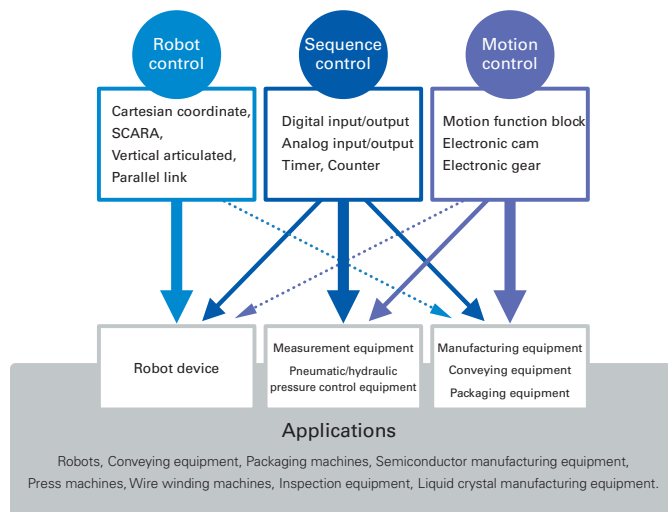 Robot
control
Sequence
control
Motion
control
Cartesian coordinate,
SCARA,
Vertical articulated,
Parallel link
Digital input/output
Analog input/output
Timer, Counter
Motion function block
Electronic cam
Electronic gear
Robot device
Measurement equipment
Pneumatic/hydraulic
pressure control equipment
Manufacturing equipment
Conveying equipment
Packaging equipment
Applications
Robots, Conveying equipment, Packaging machines, Semiconductor manufacturing equipment,
Press machines, Wire winding machines, Inspection equipment, Liquid crystal manufacturing equipment.